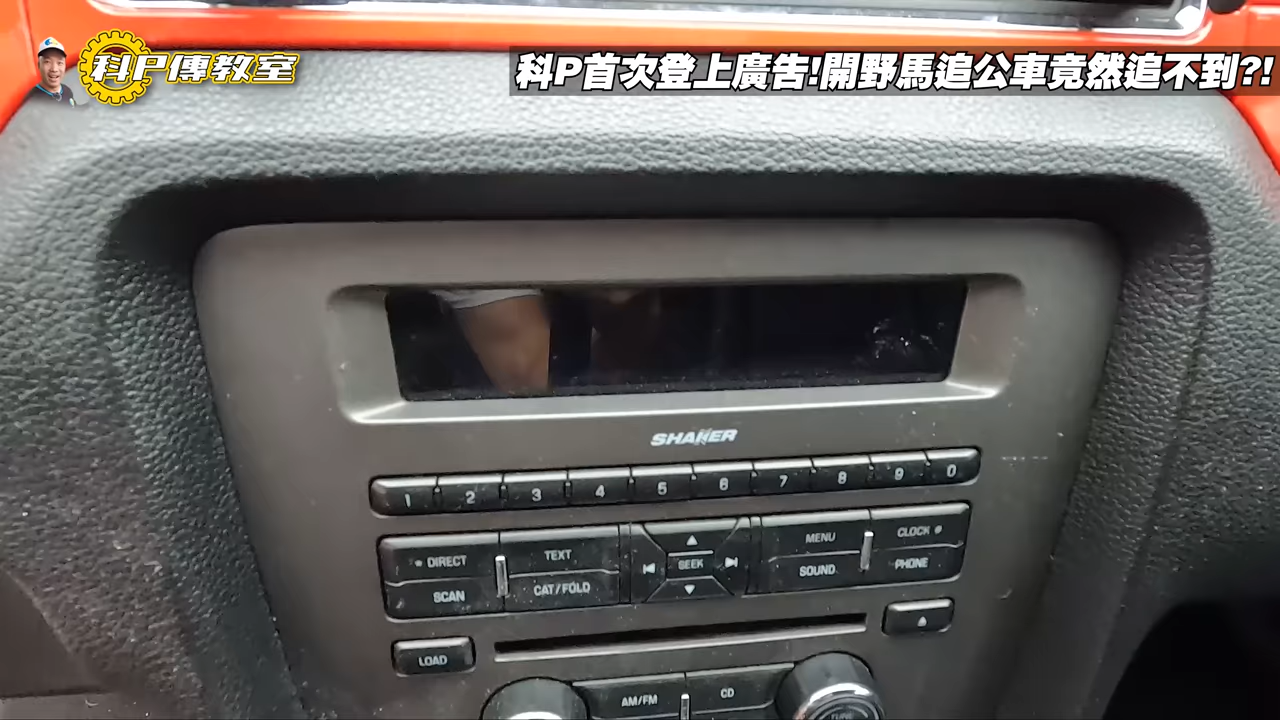 科P傳教室
科P首次登上廣告!開野馬追公車竟然追不到?!
SHAKER
1 2 3 4 5 6 7 8 9 0
DIRECT TEXT SEEK MENU CLOCK
SCAN CAT/FOLD SOUND PHONE
LOAD
AM/FM CD
TUNE